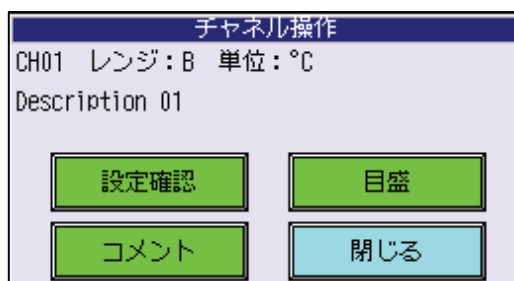 チャネル操作
CH01 レンジ：B 単位：°C
Description 01
設定確認 目盛
コメント 閉じる